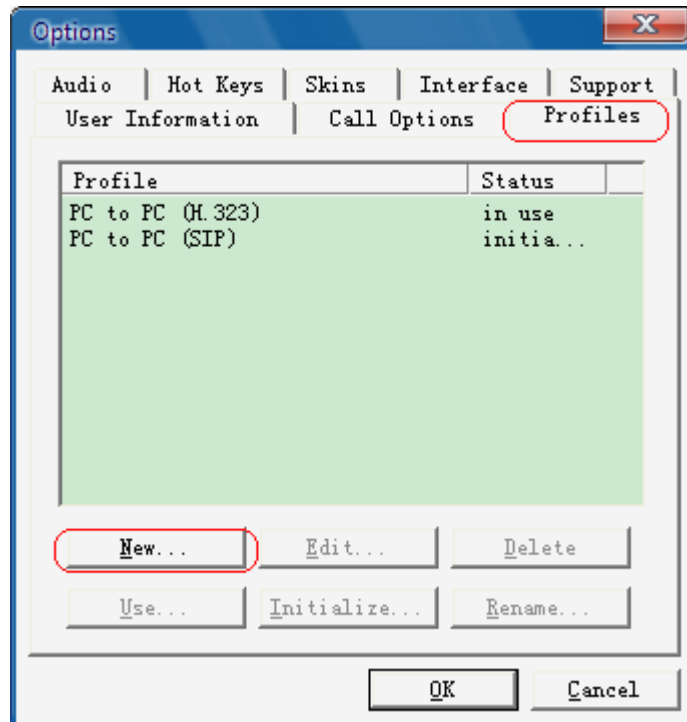 Options
Audio Hot Keys Skins Interface Support
User Information Call Options Profiles
Profile Status
PC to PC (H.323) in use
PC to PC (SIP) initia...
New... Edit... Delete
Use... Initialize... Rename...
OK Cancel